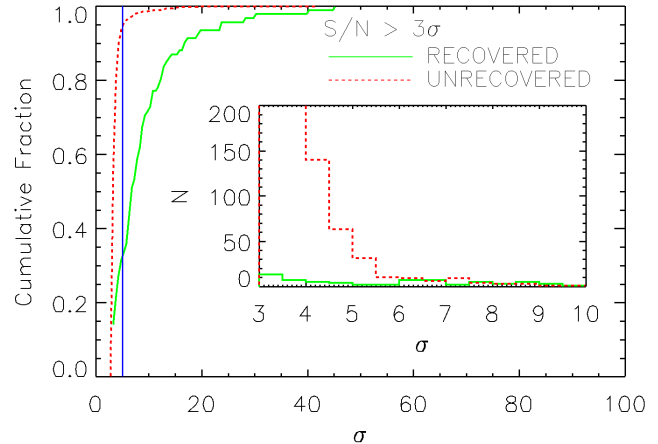 S/N > 3σ
RECOVERED
UNRECOVERED
Cumulative Fraction
1.0
0.8
0.6
0.4
0.2
0.0
0 20 40 60 80 100
σ
N
200
150
100
50
0
3 4 5 6 7 8 9 10
σ